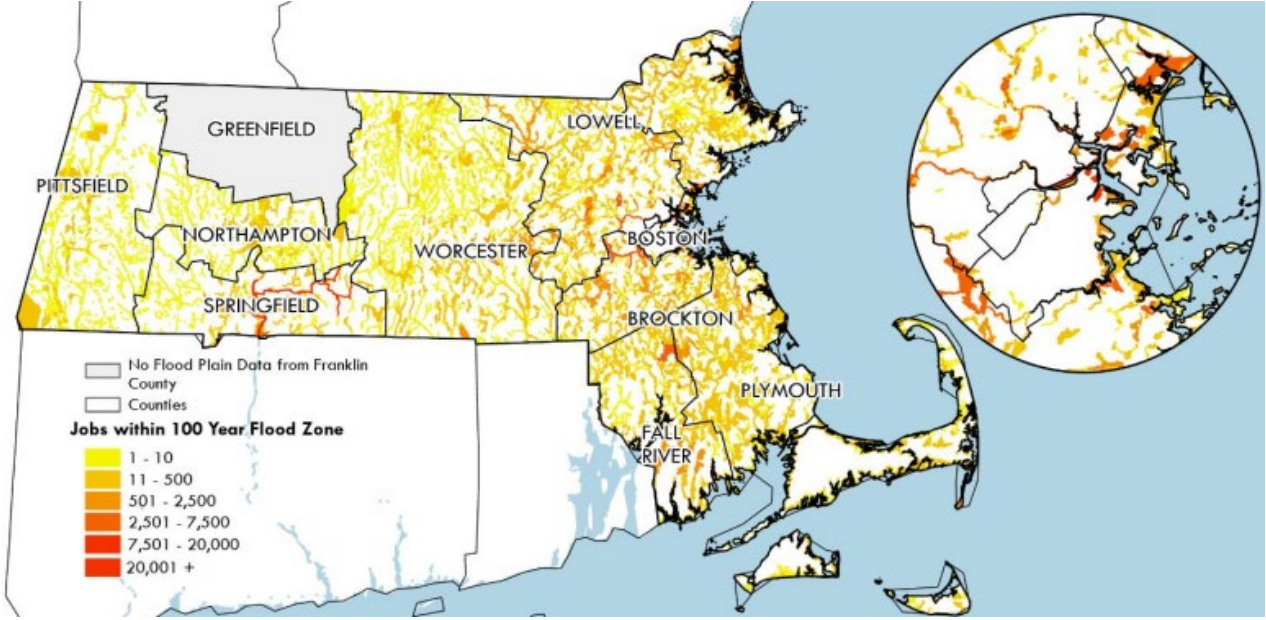 GREENFIELD
LOWELL
PITTSFIELD
NORTHAMPTON
BOSTON
WORCESTER
SPRINGFIELD
BROCKTON
PLYMOUTH
FALL
RIVER
No Flood Plain Data from Franklin
County
Counties
Jobs within 100 Year Flood Zone
1 - 10
11 - 500
501 - 2,500
2,501 - 7,500
7,501 - 20,000
20,001 +